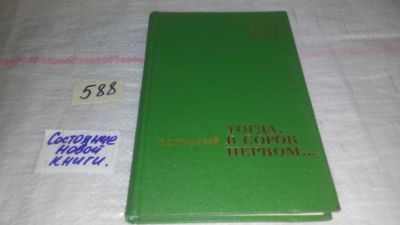 588
Состояние
новой
книги.
ТОГДА,
В СОРОК
ПЕРВОМ...